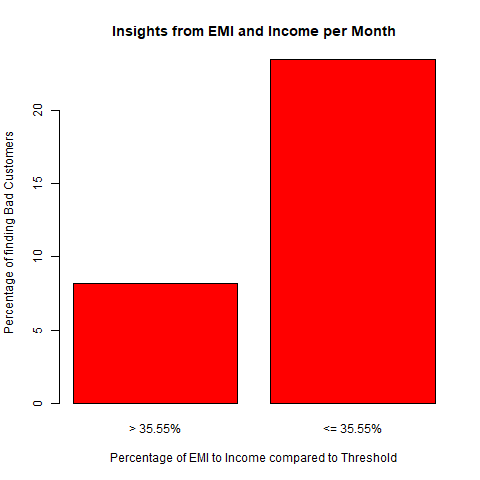 Insights from EMI and Income per Month
Percentage of finding Bad Customers
20
15
10
5
0
> 35.55%
<= 35.55%
Percentage of EMI to Income compared to Threshold